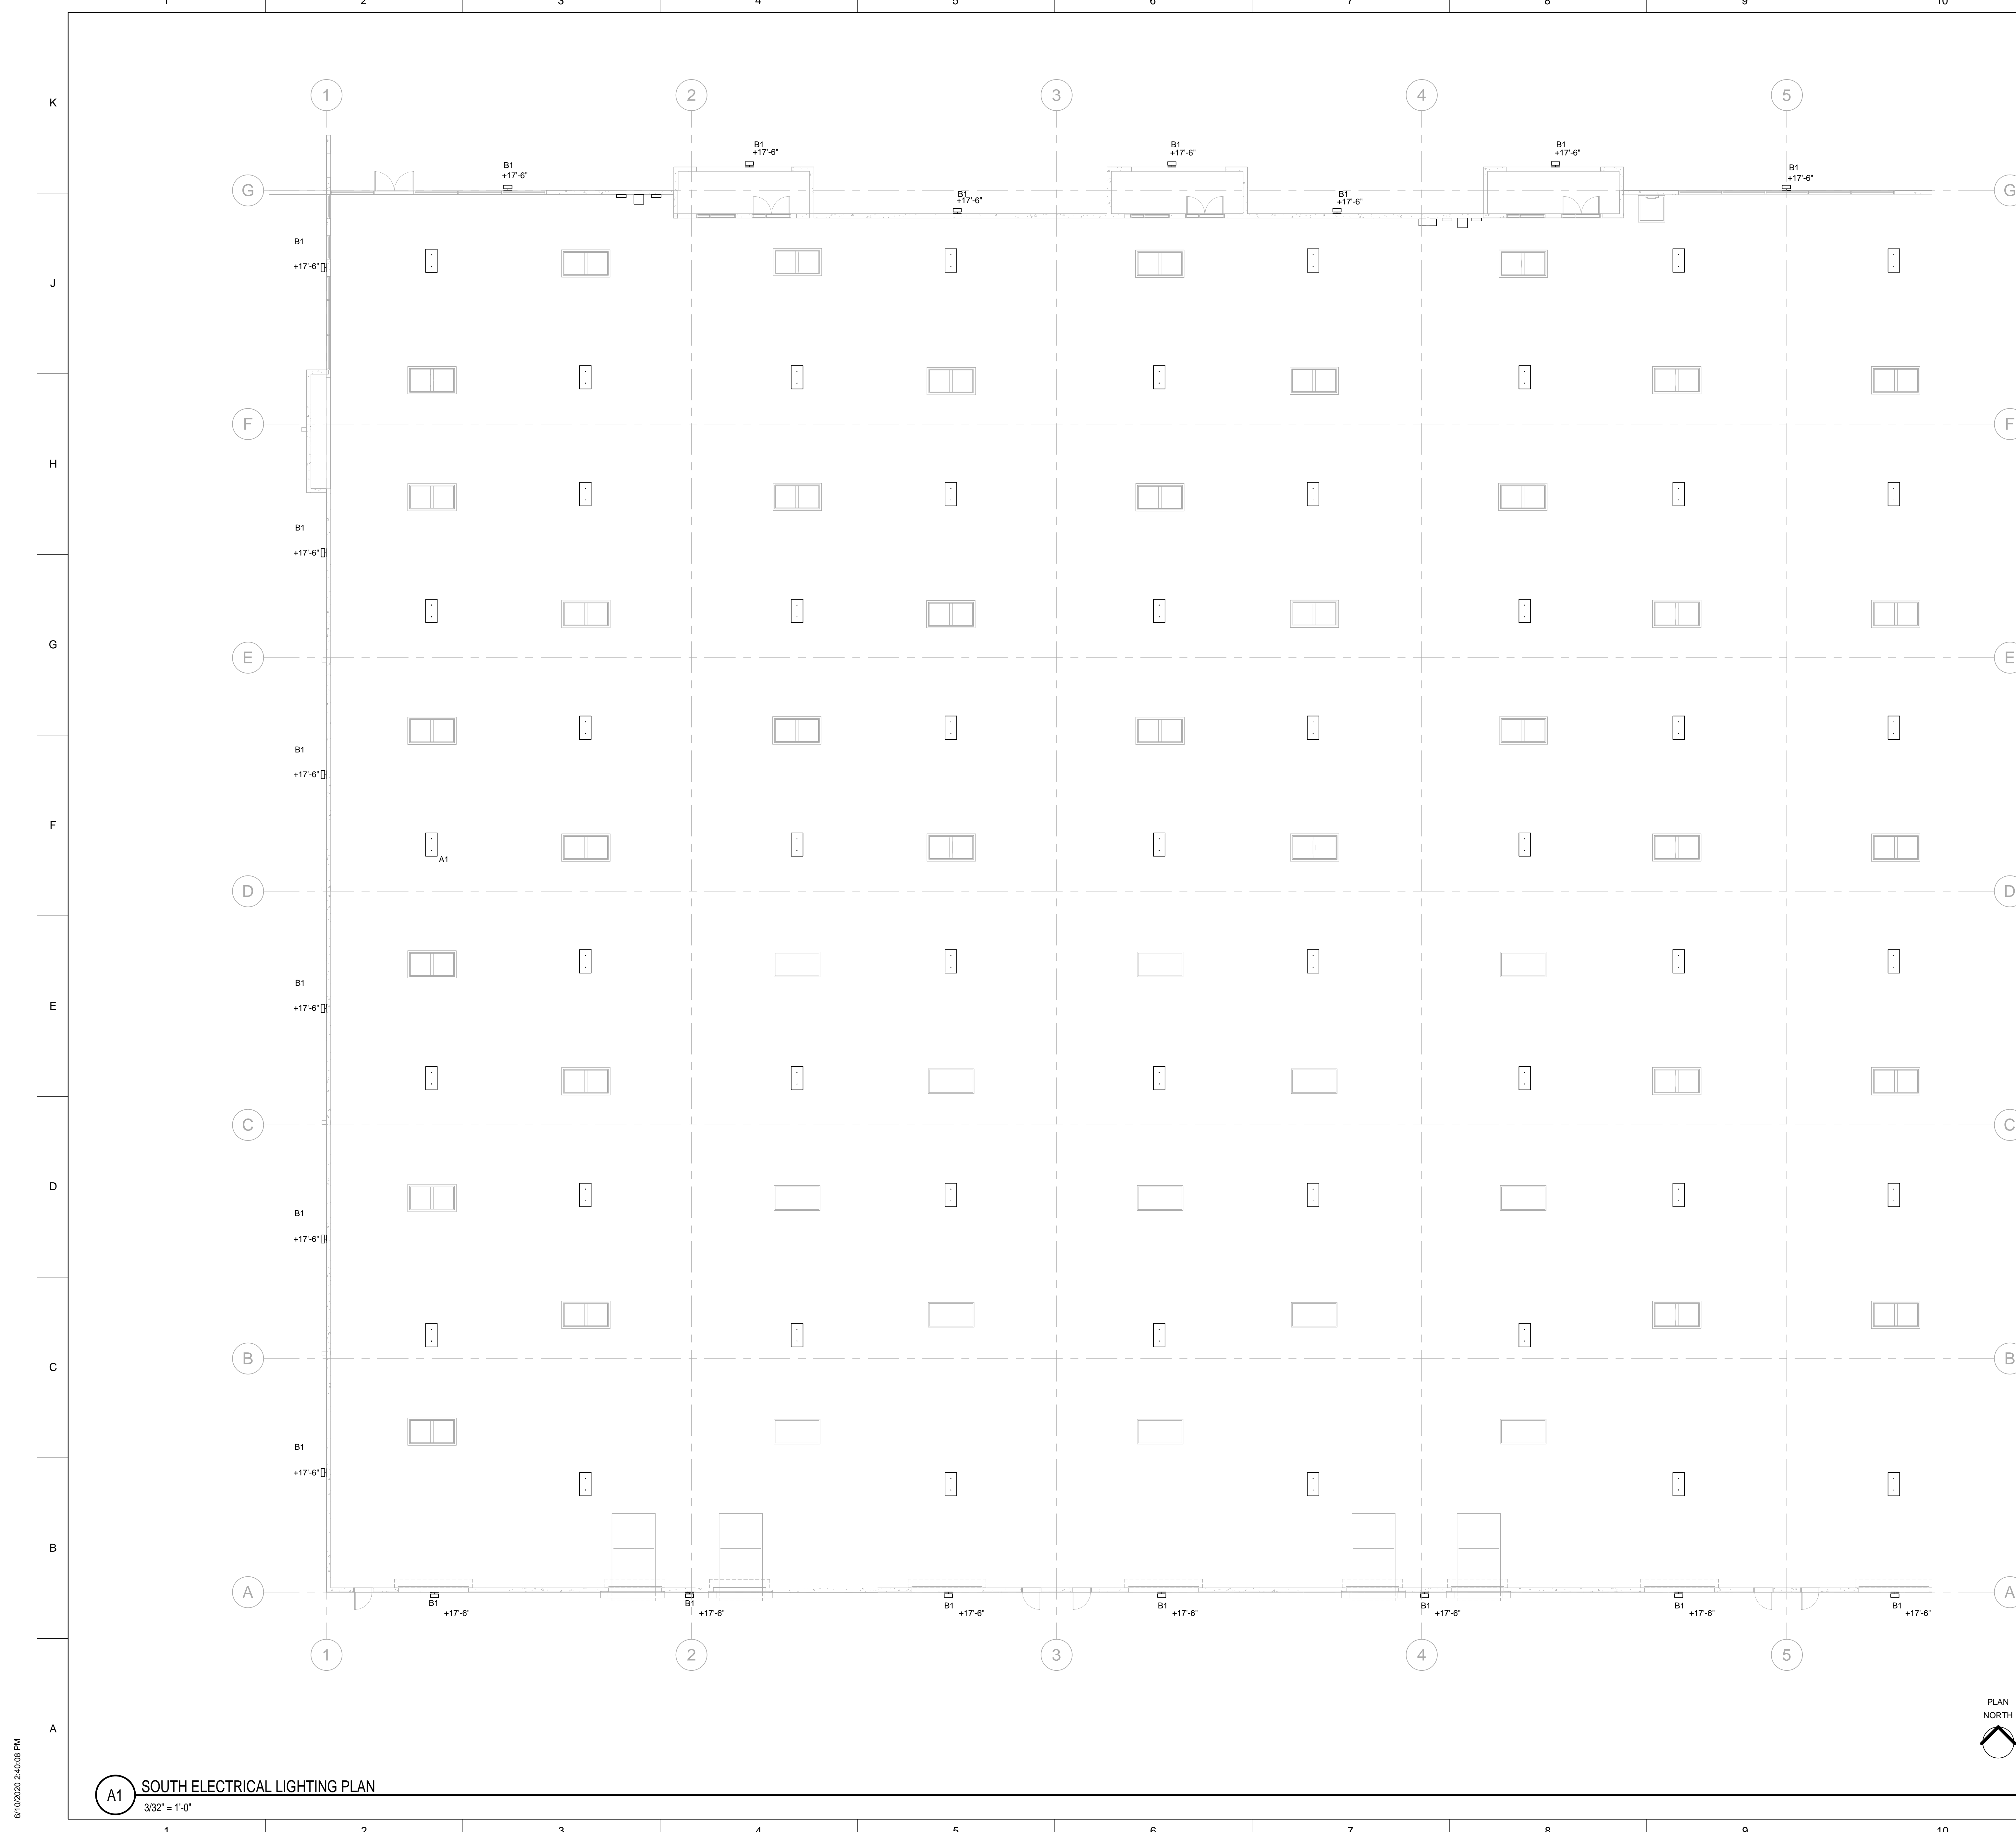 1 2 3 4 5 6 7 8 9 10
K
1 2 3 4 5
B1
+17'-6"
B1
+17'-6"
B1
+17'-6"
B1
+17'-6"
B1
+17'-6"
G
B1
+17'-6"
B1
+17'-6"
G
B1
+17'-6"
J
F
F
H
B1
+17'-6"
G
E
E
B1
+17'-6"
F
A1
D
D
B1
+17'-6"
E
C
C
D
B1
+17'-6"
B
B
C
B1
+17'-6"
B
A
A
B1
+17'-6"
B1
+17'-6"
B1
+17'-6"
B1
+17'-6"
B1
+17'-6"
B1
+17'-6"
B1
+17'-6"
1 2 3 4 5
PLAN
NORTH
A
6/10/2020 2:40:08 PM
A1
SOUTH ELECTRICAL LIGHTING PLAN
3/32" = 1'-0"
1 2 3 4 5 6 7 8 9 10